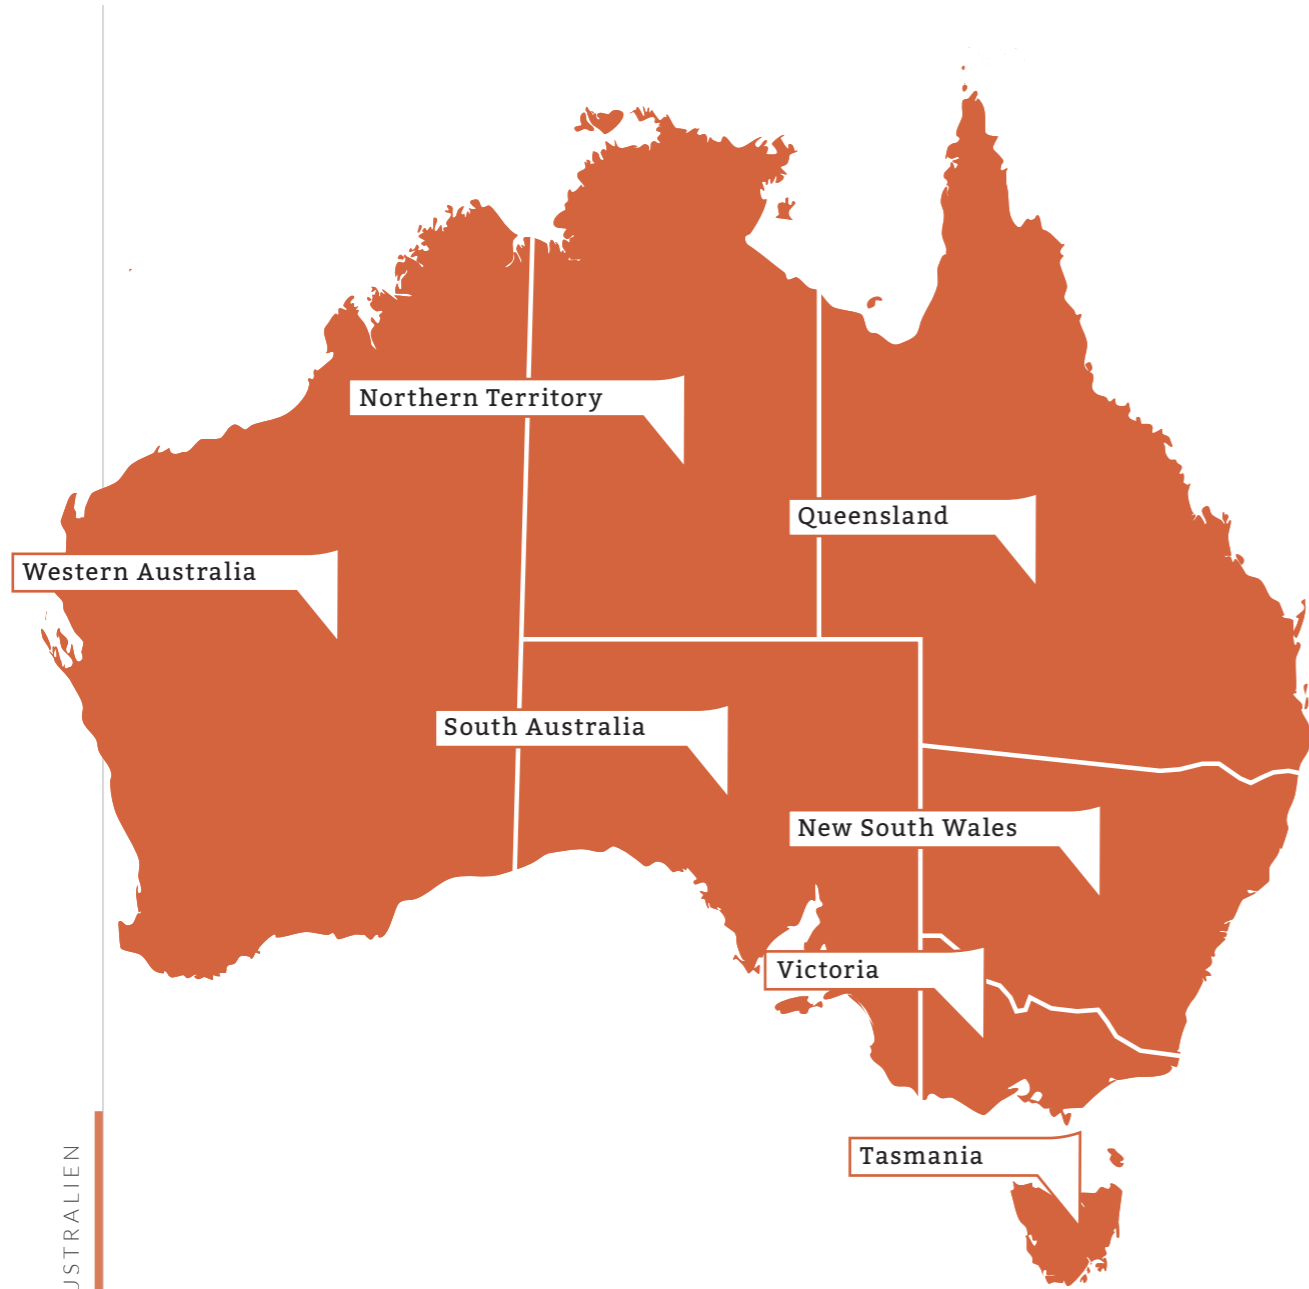 Northern Territory
Queensland
Western Australia
South Australia
New South Wales
Victoria
Tasmania
USTRALIEN